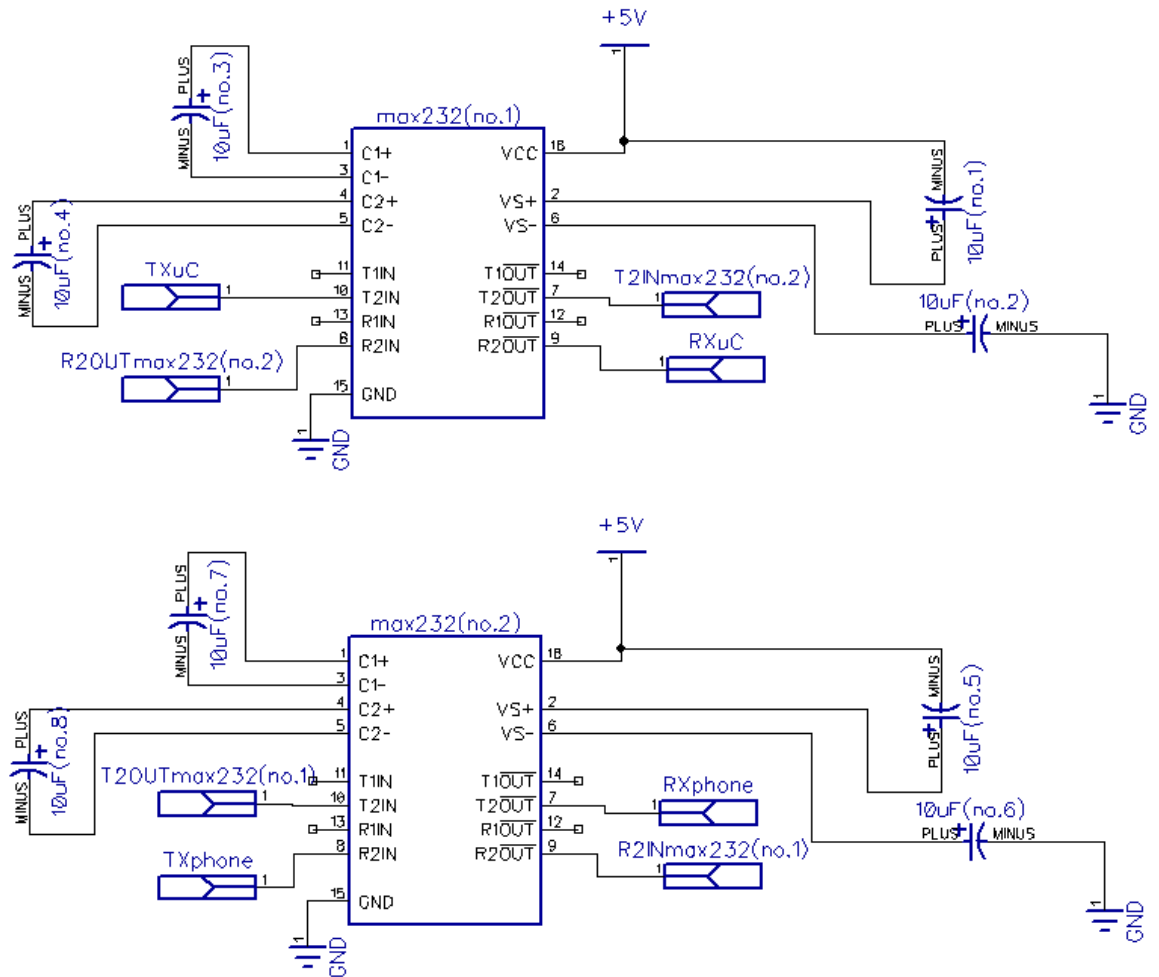 +5V
1
PLUS
+
MINUS
10uF(no.3)
max232(no.1)
1 C1+
3 C1-
4 C2+
5 C2-
11 T1IN
10 T2IN
13 R1IN
8 R2IN
15 GND
VCC 16
VS+ 2
VS- 6
T1OUT 14
T2OUT 7
R1OUT 12
R2OUT 9
MINUS
+
PLUS
10uF(no.1)
PLUS
+
MINUS
10uF(no.4)
TXuC
1
T2INmax232(no.2)
1
10uF(no.2)
PLUS + MINUS
R2OUTmax232(no.2)
1
RXuC
1
1
GND
1
GND
+5V
1
PLUS
+
MINUS
10uF(no.7)
max232(no.2)
1 C1+
3 C1-
4 C2+
5 C2-
11 T1IN
10 T2IN
13 R1IN
8 R2IN
15 GND
VCC 16
VS+ 2
VS- 6
T1OUT 14
T2OUT 7
R1OUT 12
R2OUT 9
MINUS
+
PLUS
10uF(no.5)
PLUS
+
MINUS
10uF(no.8)
T2OUTmax232(no.1)
1
RXphone
1
10uF(no.6)
PLUS + MINUS
TXphone
1
R2INmax232(no.1)
1
1
GND
1
GND